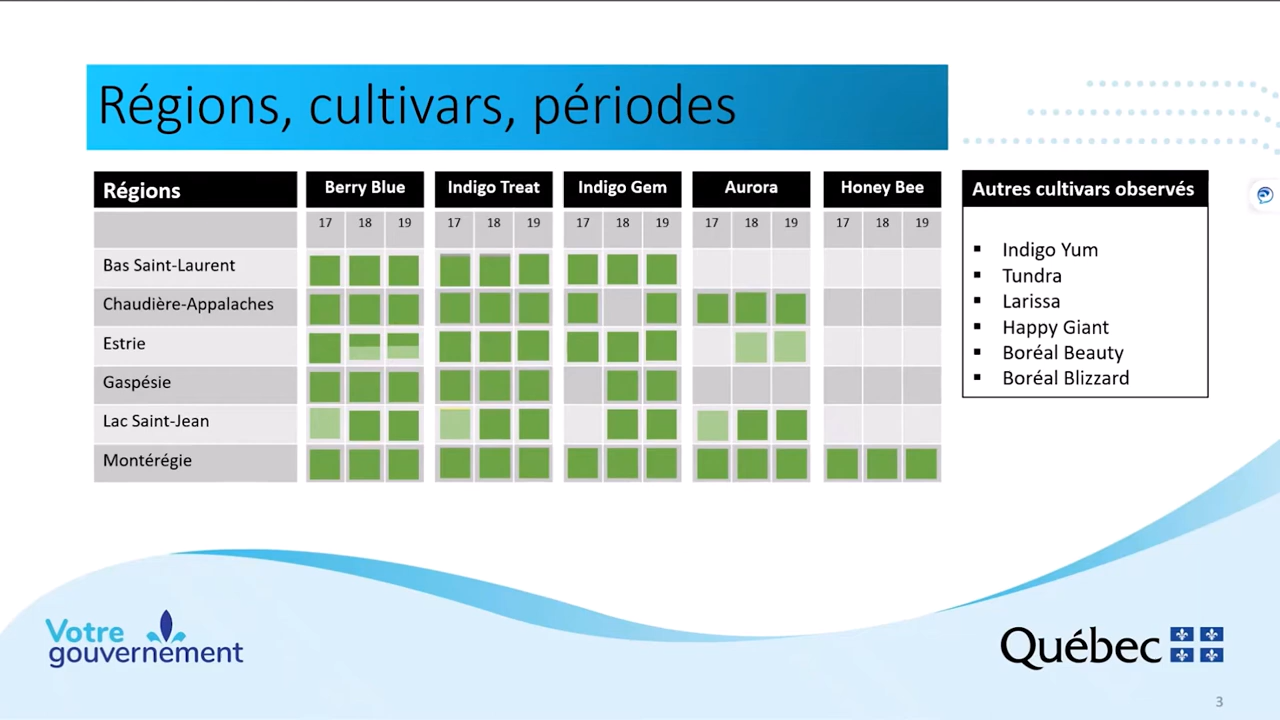 Régions, cultivars, périodes
Régions Berry Blue Indigo Treat Indigo Gem Aurora Honey Bee
17 18 19 17 18 19 17 18 19 17 18 19 17 18 19
Bas Saint-Laurent
Chaudière-Appalaches
Estrie
Gaspésie
Lac Saint-Jean
Montérégie
Autres cultivars observés
▪ Indigo Yum
▪ Tundra
▪ Larissa
▪ Happy Giant
▪ Boréal Beauty
▪ Boréal Blizzard
Votre
gouvernement
Québec
3